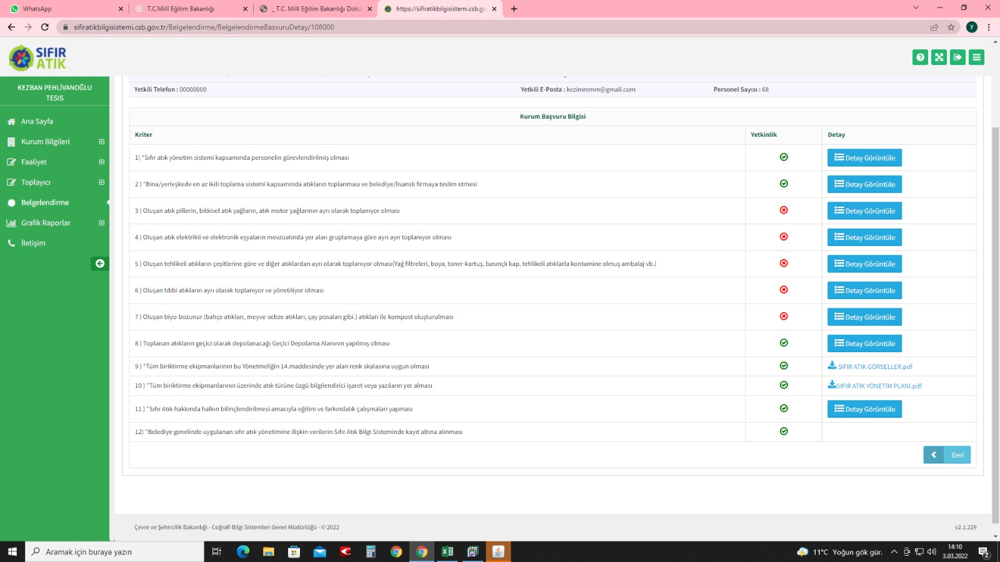 WhatsApp
T.C.Millî Eğitim Bakanlığı
_ T.C. Millî Eğitim Bakanlığı Dokü
https://sifiratikbilgisistemi.csb.go
sifiratikbilgisistemi.csb.gov.tr/Belgelendirme/BelgelendirmeBasvuruDetay/108000
y
SIFIR
ATIK
KEZBAN PEHLİVANOĞLU
TESIS
Ana Sayfa
Kurum Bilgileri
Faaliyet
Toplayıcı
Belgelendirme
Grafik Raporlar
İletişim
Yetkili Telefon : 00000000
Yetkili E-Posta : kezimmmm@gmail.com
Personel Sayısı : 68
Kurum Başvuru Bilgisi
Kriter
Yetkinlik
Detay
1) *Sıfır atık yönetim sistemi kapsamında personelin görevlendirilmiş olması
Detay Görüntüle
2 ) *Bina/yerleşkede en az ikili toplama sistemi kapsamında atıkların toplanması ve belediye/lisanslı firmaya teslim etmesi
Detay Görüntüle
3 ) Oluşan atık pillerin, bitkisel atık yağların, atık motor yağlarının ayrı olarak toplanıyor olması
Detay Görüntüle
4 ) Oluşan atık elektrikli ve elektronik eşyaların mevzuatında yer alan gruplamaya göre ayrı ayrı toplanıyor olması
Detay Görüntüle
5 ) Oluşan tehlikeli atıkların çeşitlerine göre ve diğer atıklardan ayrı olarak toplanıyor olması(Yağ filtreleri, boya, toner-kartuş, basınçlı kap, tehlikeli atıklarla kontamine olmuş ambalaj vb.)
Detay Görüntüle
6 ) Oluşan tıbbi atıkların ayrı olarak toplanıyor ve yönetiliyor olması
Detay Görüntüle
7 ) Oluşan biyo-bozunur (bahçe atıkları, meyve-sebze atıkları, çay posaları gibi.) atıkları ile kompost oluşturulması
Detay Görüntüle
8 ) Toplanan atıkların geçici olarak depolanacağı Geçici Depolama Alanının yapılmış olması
Detay Görüntüle
9 ) *Tüm biriktirme ekipmanlarının bu Yönetmeliğin 14.maddesinde yer alan renk skalasına uygun olması
SIFIR ATIK GÖRSELLER.pdf
10 ) *Tüm biriktirme ekipmanlarının üzerinde atık türüne özgü bilgilendirici işaret veya yazıların yer alması
SIFIR ATIK YÖNETİM PLANI.pdf
11 ) *Sıfır Atık hakkında halkın bilinçlendirilmesi amacıyla eğitim ve farkındalık çalışmaları yapması
Detay Görüntüle
12) *Belediye genelinde uygulanan sıfır atık yönetimine ilişkin verilerin Sıfır Atık Bilgi Sisteminde kayıt altına alınması
Geri
Çevre ve Şehircilik Bakanlığı - Coğrafi Bilgi Sistemleri Genel Müdürlüğü - © 2022
v2.1.229
Aramak için buraya yazın
11°C Yoğun gök gür.
14:10
3.03.2022
2